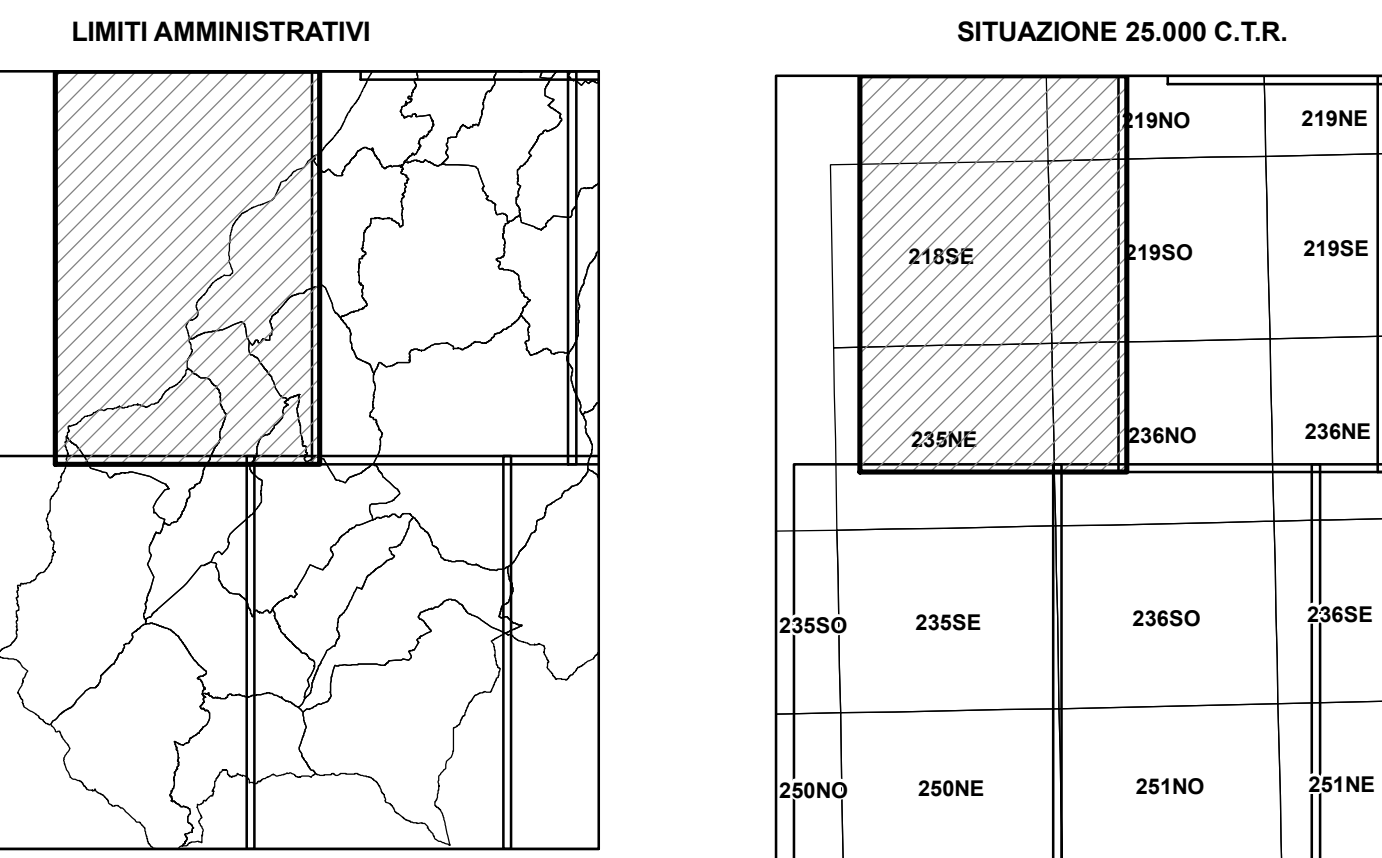 LIMITI AMMINISTRATIVI
SITUAZIONE 25.000 C.T.R.
219NO 219NE
218SE 219SO 219SE
235NE 236NO 236NE
235SO 235SE 236SO 236SE
250NO 250NE 251NO 251NE